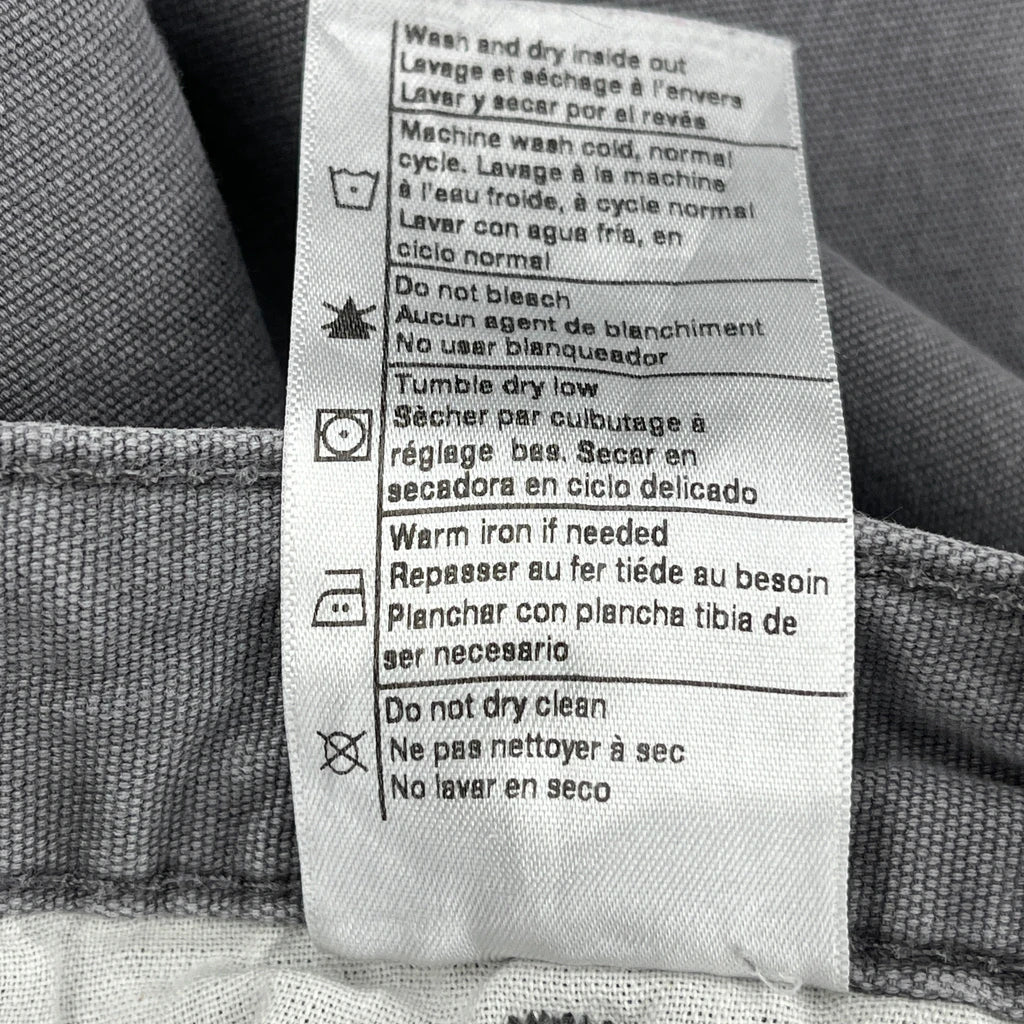 Wash and dry inside out
Lavage et séchage à l'envers
Lavar y secar por el revés
Machine wash cold, normal
cycle. Lavage à la machine
à l'eau froide, à cycle normal
Lavar con agua fría, en
ciclo normal
Do not bleach
Aucun agent de blanchiment
No usar blanqueador
Tumble dry low
Sècher par culbutage à
réglage bas. Secar en
secadora en ciclo delicado
Warm iron if needed
Repasser au fer tiéde au besoin
Planchar con plancha tibia de
ser necesario
Do not dry clean
Ne pas nettoyer à sec
No lavar en seco